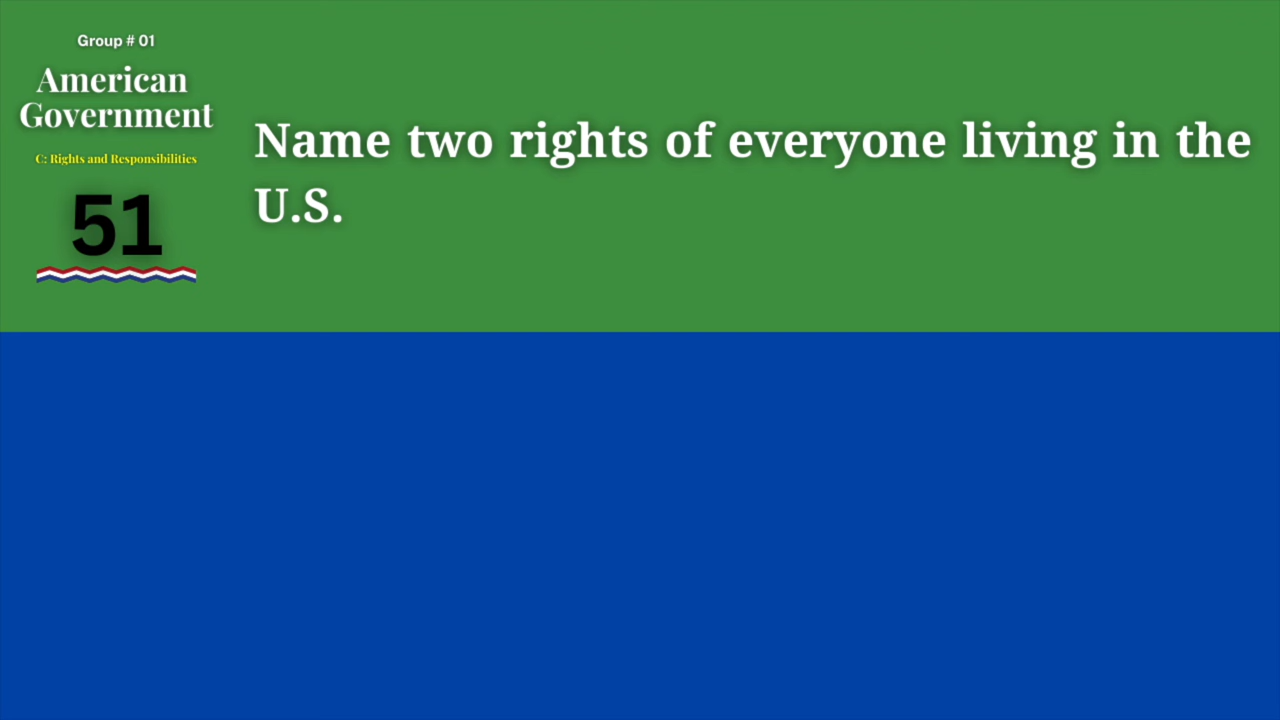 Group # 01
American
Government
C: Rights and Responsibilities
51
Name two rights of everyone living in the
U.S.